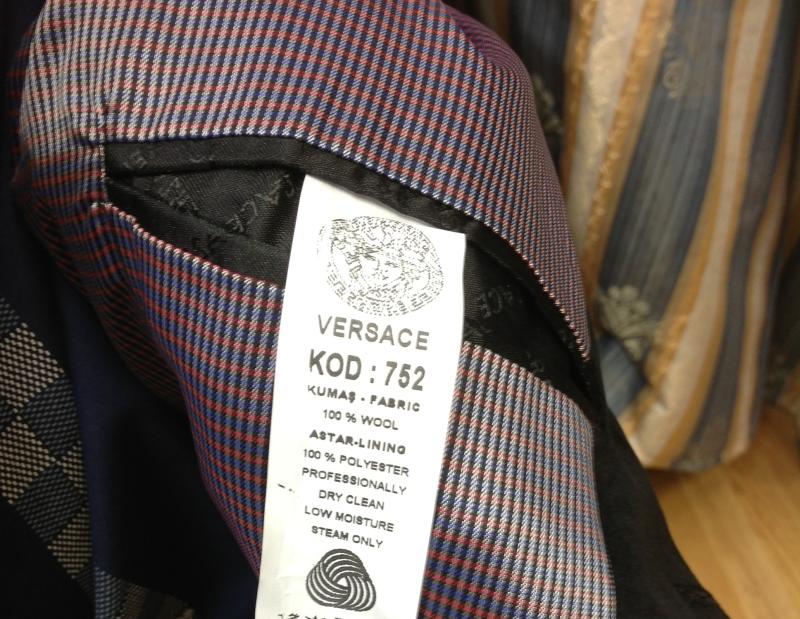 VERSACE
KOD : 752
KUMAŞ - FABRIC
100 % WOOL
ASTAR-LINING
100 % POLYESTER
PROFESSIONALLY
DRY CLEAN
LOW MOISTURE
STEAM ONLY